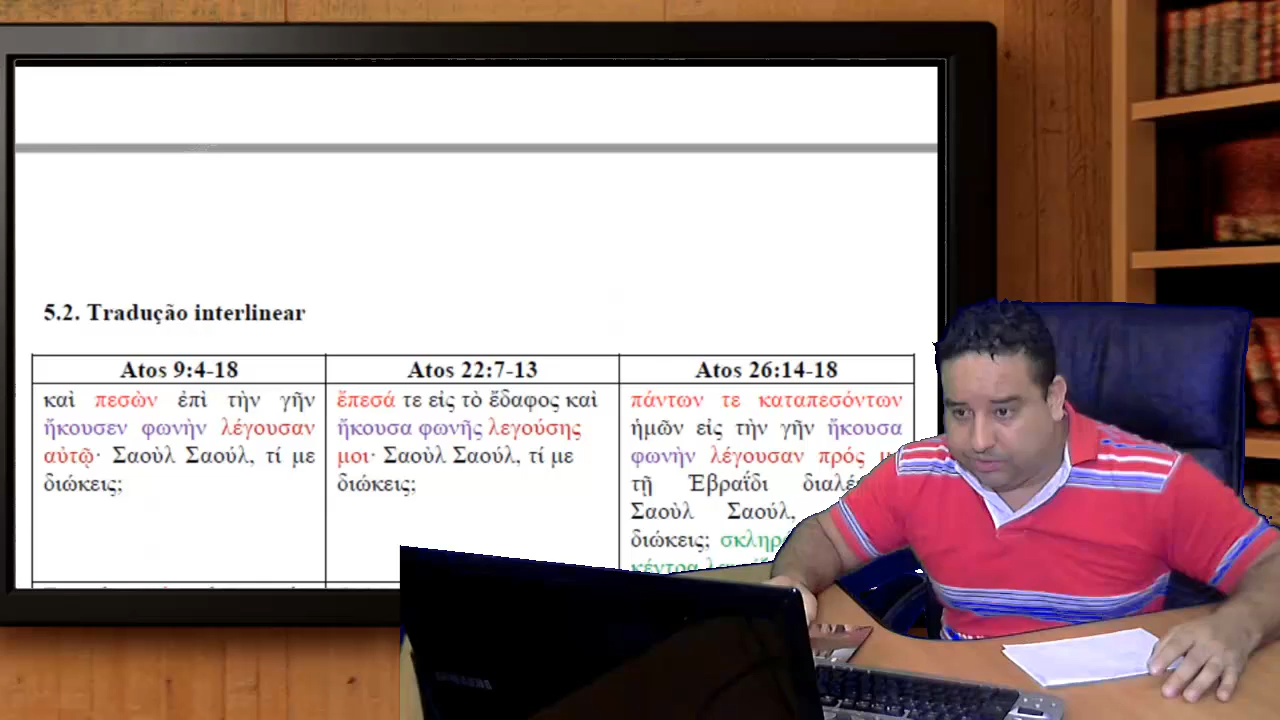 5.2. Tradução interlinear
Atos 9:4-18
καὶ πεσὼν ἐπὶ τὴν γῆν
ἤκουσεν φωνὴν λέγουσαν
αὐτῷ· Σαοὺλ Σαούλ, τί με
διώκεις;
Atos 22:7-13
ἔπεσά τε εἰς τὸ ἔδαφος καὶ
ἤκουσα φωνῆς λεγούσης
μοι· Σαοὺλ Σαούλ, τί με
διώκεις;
Atos 26:14-18
πάντων τε καταπεσόντων
ἡμῶν εἰς τὴν γῆν ἤκουσα
φωνὴν λέγουσαν πρός
τῇ Ἑβραΐδι
Σαοὺλ Σαούλ,
διώκεις;
κέντρα
SAMSUNG